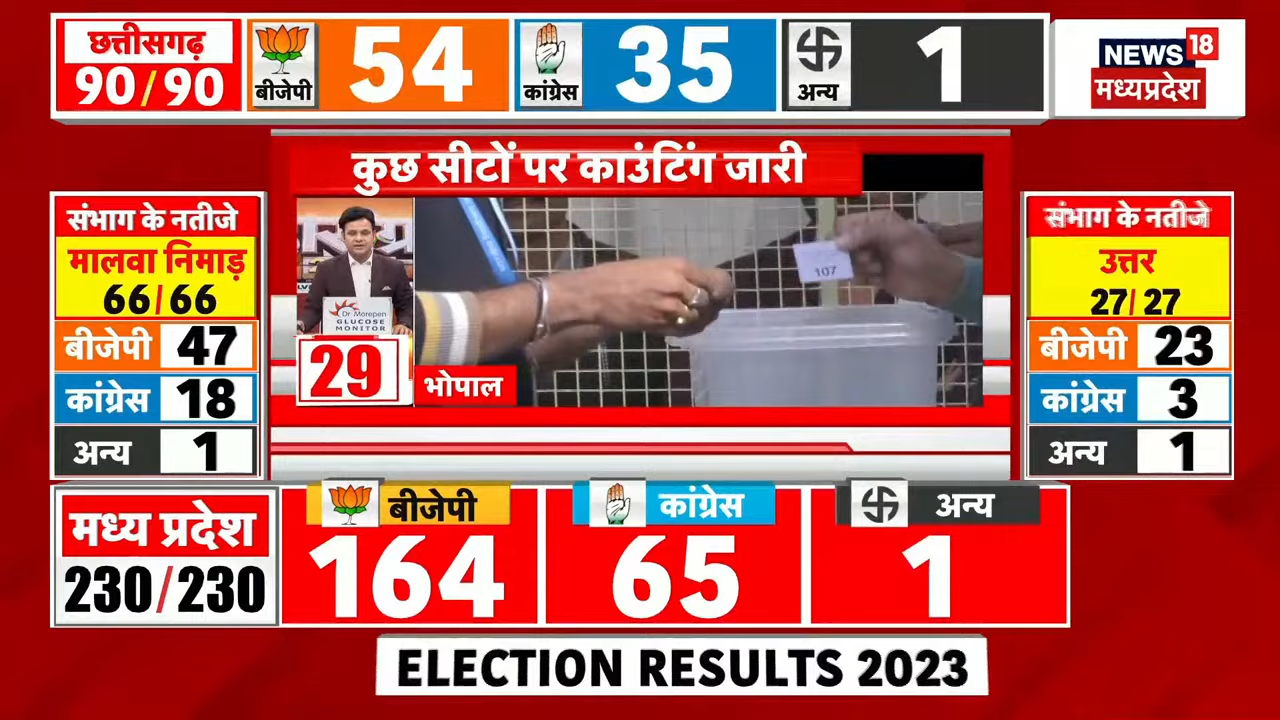 छत्तीसगढ़
90/90
बीजेपी
54
कांग्रेस
35
अन्य
1
NEWS 18
मध्यप्रदेश
कुछ सीटों पर काउंटिंग जारी
संभाग के नतीजे
मालवा निमाड़
66/66
बीजेपी 47
कांग्रेस 18
अन्य 1
Dr Morepen
GLUCOSE
MONITOR
29
भोपाल
107
संभाग के नतीजे
उत्तर
27/27
बीजेपी 23
कांग्रेस 3
अन्य 1
मध्य प्रदेश
230/230
बीजेपी
164
कांग्रेस
65
अन्य
1
ELECTION RESULTS 2023